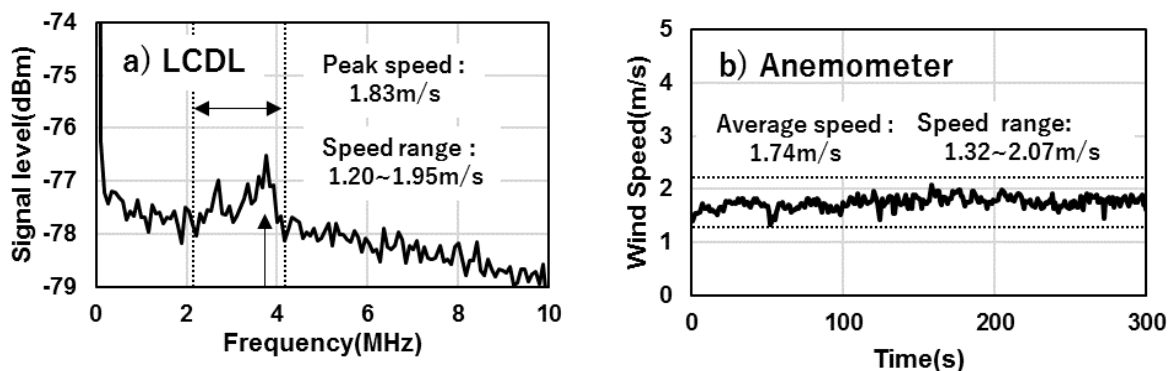 a) LCDL
Peak speed :
1.83m/s
Speed range :
1.20~1.95m/s
Signal level(dBm)
-74
-75
-76
-77
-78
-79
0 2 4 6 8 10
Frequency(MHz)
b) Anemometer
Average speed :
1.74m/s
Speed range:
1.32~2.07m/s
Wind Speed(m/s)
5
4
3
2
1
0
0 100 200 300
Time(s)